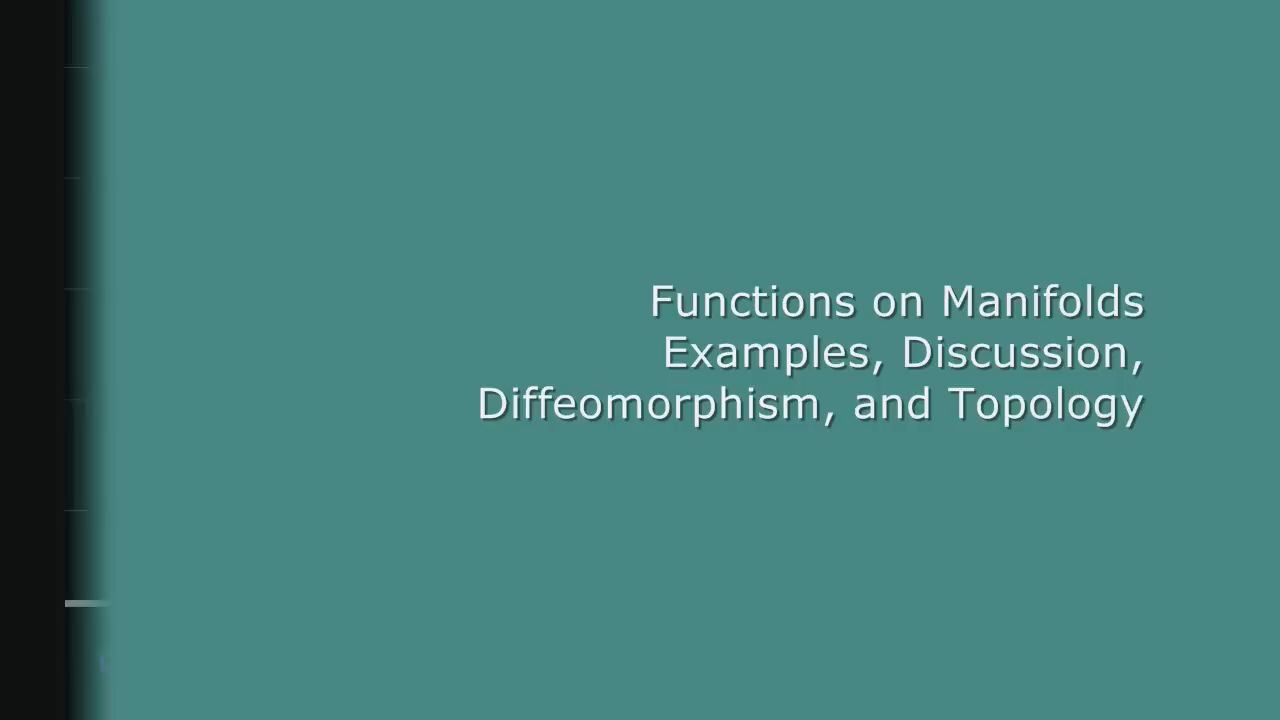 Functions on Manifolds
Examples, Discussion,
Diffeomorphism, and Topology